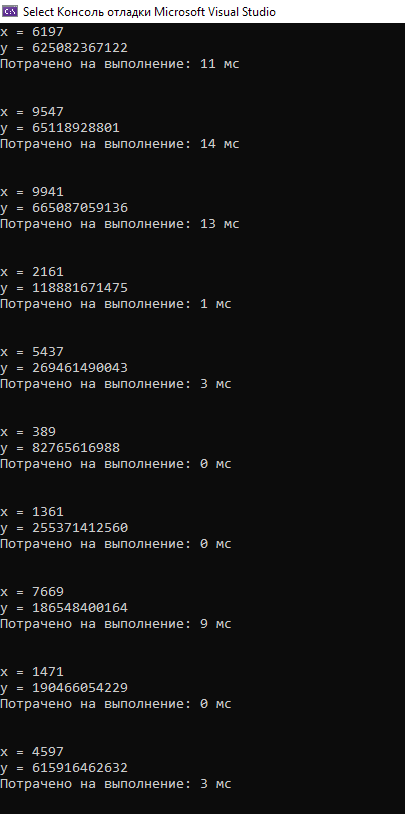 Select Консоль отладки Microsoft Visual Studio
x = 6197
y = 625082367122
Потрачено на выполнение: 11 мс
x = 9547
y = 65118928801
Потрачено на выполнение: 14 мс
x = 9941
y = 665087059136
Потрачено на выполнение: 13 мс
x = 2161
y = 118881671475
Потрачено на выполнение: 1 мс
x = 5437
y = 269461490043
Потрачено на выполнение: 3 мс
x = 389
y = 82765616988
Потрачено на выполнение: 0 мс
x = 1361
y = 255371412560
Потрачено на выполнение: 0 мс
x = 7669
y = 186548400164
Потрачено на выполнение: 9 мс
x = 1471
y = 190466054229
Потрачено на выполнение: 0 мс
x = 4597
y = 615916462632
Потрачено на выполнение: 3 мс